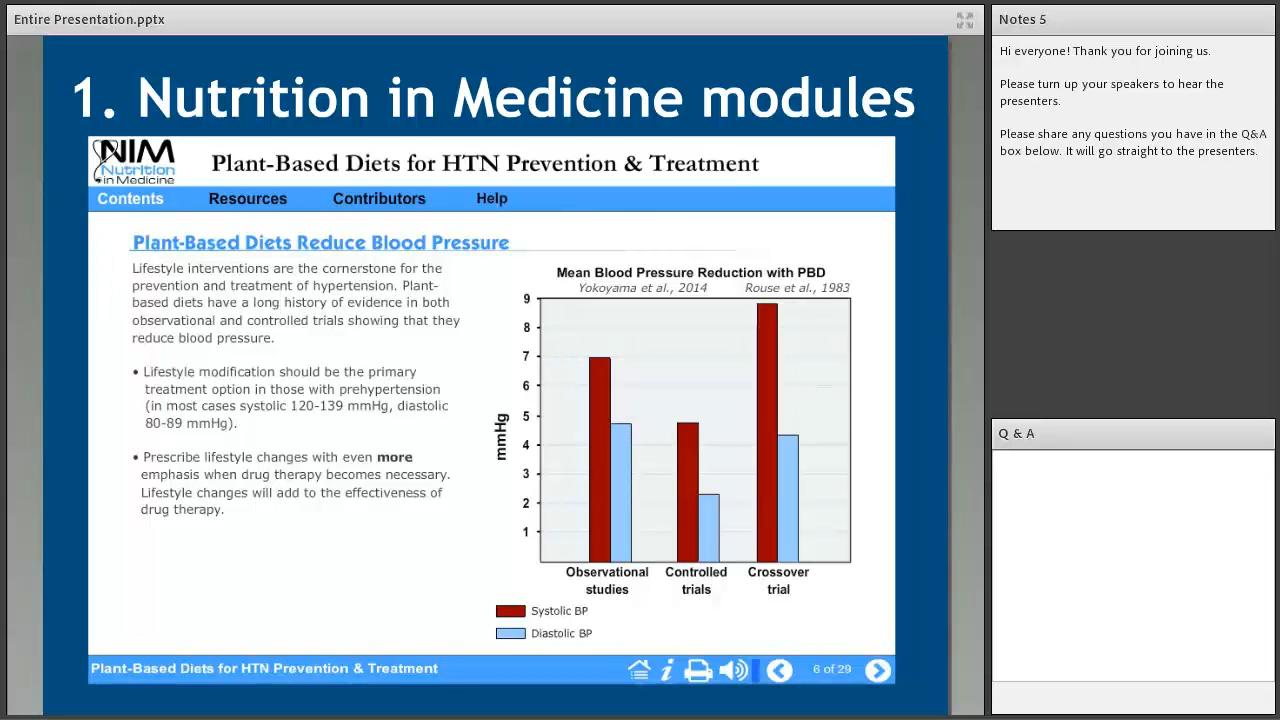 Entire Presentation.pptx
1. Nutrition in Medicine modules
NIM
Nutrition
in Medicine
Plant-Based Diets for HTN Prevention & Treatment
Contents Resources Contributors Help
Plant-Based Diets Reduce Blood Pressure
Lifestyle interventions are the cornerstone for the
prevention and treatment of hypertension. Plant-
based diets have a long history of evidence in both
observational and controlled trials showing that they
reduce blood pressure.
• Lifestyle modification should be the primary
treatment option in those with prehypertension
(in most cases systolic 120-139 mmHg, diastolic
80-89 mmHg).
• Prescribe lifestyle changes with even more
emphasis when drug therapy becomes necessary.
Lifestyle changes will add to the effectiveness of
drug therapy.
Mean Blood Pressure Reduction with PBD
Yokoyama et al., 2014 Rouse et al., 1983
9
8
7
6
5
4
3
2
1
mmHg
Observational
studies
Controlled
trials
Crossover
trial
Systolic BP
Diastolic BP
Plant-Based Diets for HTN Prevention & Treatment
6 of 29
Notes 5
Hi everyone! Thank you for joining us.
Please turn up your speakers to hear the
presenters.
Please share any questions you have in the Q&A
box below. It will go straight to the presenters.
Q & A